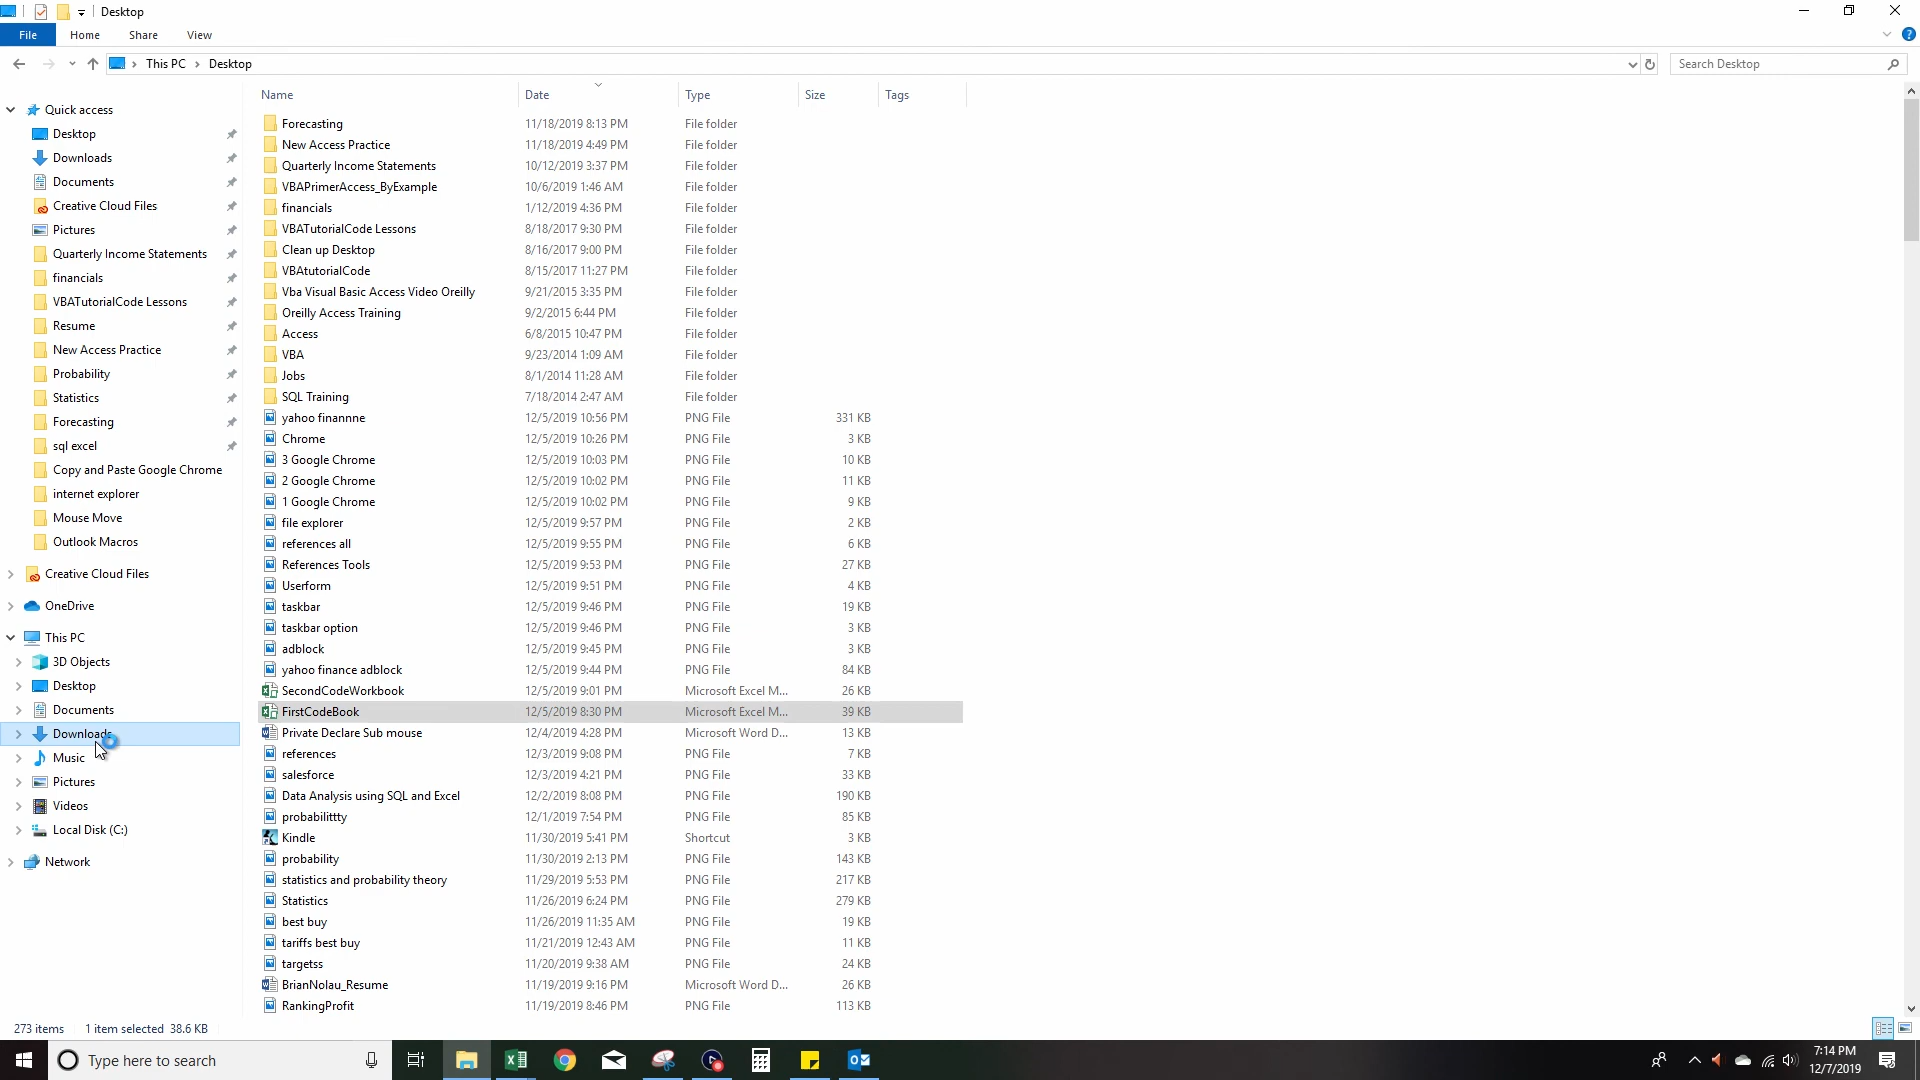 Desktop
File Home Share View
This PC Desktop
Search Desktop
Name Date Type Size Tags
Quick access
Desktop
Downloads
Documents
Creative Cloud Files
Pictures
Quarterly Income Statements
financials
VBATutorialCode Lessons
Resume
New Access Practice
Probability
Statistics
Forecasting
sql excel
Copy and Paste Google Chrome
internet explorer
Mouse Move
Outlook Macros
Creative Cloud Files
OneDrive
This PC
3D Objects
Desktop
Documents
Downloads
Music
Pictures
Videos
Local Disk (C:)
Network
Forecasting 11/18/2019 8:13 PM File folder
New Access Practice 11/18/2019 4:49 PM File folder
Quarterly Income Statements 10/12/2019 3:37 PM File folder
VBAPrimerAccess_ByExample 10/6/2019 1:46 AM File folder
financials 1/12/2019 4:36 PM File folder
VBATutorialCode Lessons 8/18/2017 9:30 PM File folder
Clean up Desktop 8/16/2017 9:00 PM File folder
VBAtutorialCode 8/15/2017 11:27 PM File folder
Vba Visual Basic Access Video Oreilly 9/21/2015 3:35 PM File folder
Oreilly Access Training 9/2/2015 6:44 PM File folder
Access 6/8/2015 10:47 PM File folder
VBA 9/23/2014 1:09 AM File folder
Jobs 8/1/2014 11:28 AM File folder
SQL Training 7/18/2014 2:47 AM File folder
yahoo finannne 12/5/2019 10:56 PM PNG File 331 KB
Chrome 12/5/2019 10:26 PM PNG File 3 KB
3 Google Chrome 12/5/2019 10:03 PM PNG File 10 KB
2 Google Chrome 12/5/2019 10:02 PM PNG File 11 KB
1 Google Chrome 12/5/2019 10:02 PM PNG File 9 KB
file explorer 12/5/2019 9:57 PM PNG File 2 KB
references all 12/5/2019 9:55 PM PNG File 6 KB
References Tools 12/5/2019 9:53 PM PNG File 27 KB
Userform 12/5/2019 9:51 PM PNG File 4 KB
taskbar 12/5/2019 9:46 PM PNG File 19 KB
taskbar option 12/5/2019 9:46 PM PNG File 3 KB
adblock 12/5/2019 9:45 PM PNG File 3 KB
yahoo finance adblock 12/5/2019 9:44 PM PNG File 84 KB
SecondCodeWorkbook 12/5/2019 9:01 PM Microsoft Excel M... 26 KB
FirstCodeBook 12/5/2019 8:30 PM Microsoft Excel M... 39 KB
Private Declare Sub mouse 12/4/2019 4:28 PM Microsoft Word D... 13 KB
references 12/3/2019 9:08 PM PNG File 7 KB
salesforce 12/3/2019 4:21 PM PNG File 33 KB
Data Analysis using SQL and Excel 12/2/2019 8:08 PM PNG File 190 KB
probabilittty 12/1/2019 7:54 PM PNG File 85 KB
Kindle 11/30/2019 5:41 PM Shortcut 3 KB
probability 11/30/2019 2:13 PM PNG File 143 KB
statistics and probability theory 11/29/2019 5:53 PM PNG File 217 KB
Statistics 11/26/2019 6:24 PM PNG File 279 KB
best buy 11/26/2019 11:35 AM PNG File 19 KB
tariffs best buy 11/21/2019 12:43 AM PNG File 11 KB
targetss 11/20/2019 9:38 AM PNG File 24 KB
BrianNolau_Resume 11/19/2019 9:16 PM Microsoft Word D... 26 KB
RankingProfit 11/19/2019 8:46 PM PNG File 113 KB
273 items 1 item selected 38.6 KB
Type here to search
7:14 PM
12/7/2019